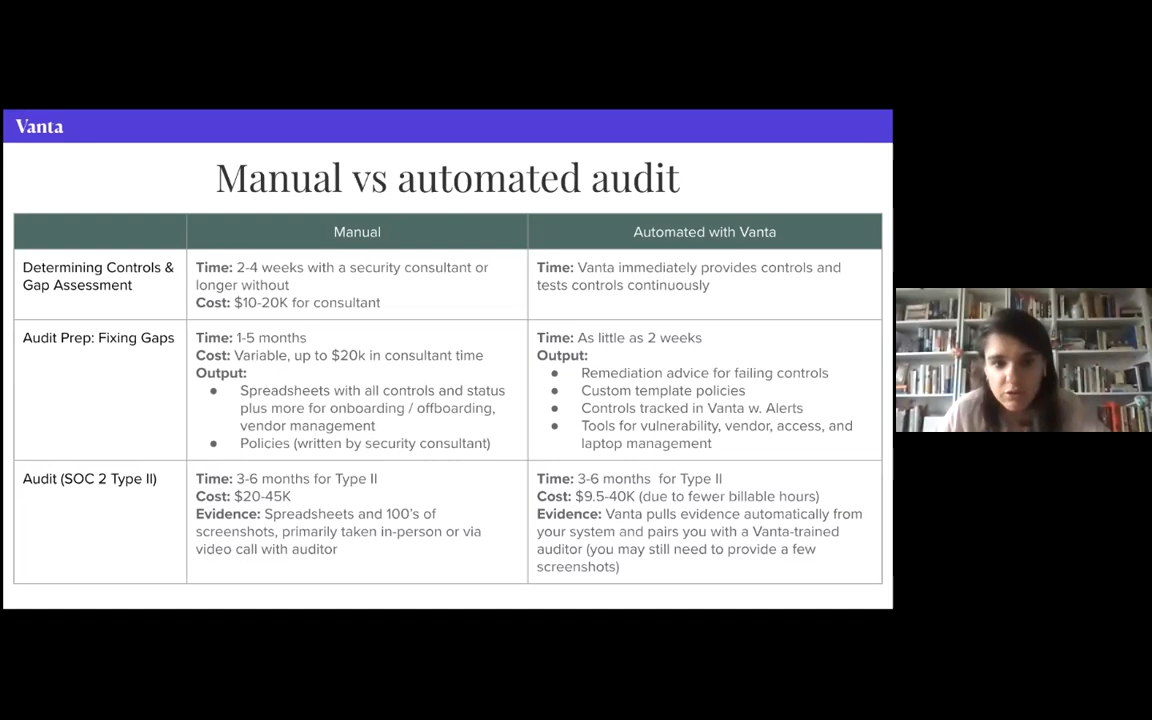 Vanta
Manual vs automated audit
Manual
Automated with Vanta
Determining Controls &
Gap Assessment
Time: 2-4 weeks with a security consultant or
longer without
Cost: $10-20K for consultant
Time: Vanta immediately provides controls and
tests controls continuously
Audit Prep: Fixing Gaps
Time: 1-5 months
Cost: Variable, up to $20k in consultant time
Output:
● Spreadsheets with all controls and status
plus more for onboarding / offboarding,
vendor management
● Policies (written by security consultant)
Time: As little as 2 weeks
Output:
● Remediation advice for failing controls
● Custom template policies
● Controls tracked in Vanta w. Alerts
● Tools for vulnerability, vendor, access, and
laptop management
Audit (SOC 2 Type II)
Time: 3-6 months for Type II
Cost: $20-45K
Evidence: Spreadsheets and 100's of
screenshots, primarily taken in-person or via
video call with auditor
Time: 3-6 months for Type II
Cost: $9.5-40K (due to fewer billable hours)
Evidence: Vanta pulls evidence automatically from
your system and pairs you with a Vanta-trained
auditor (you may still need to provide a few
screenshots)